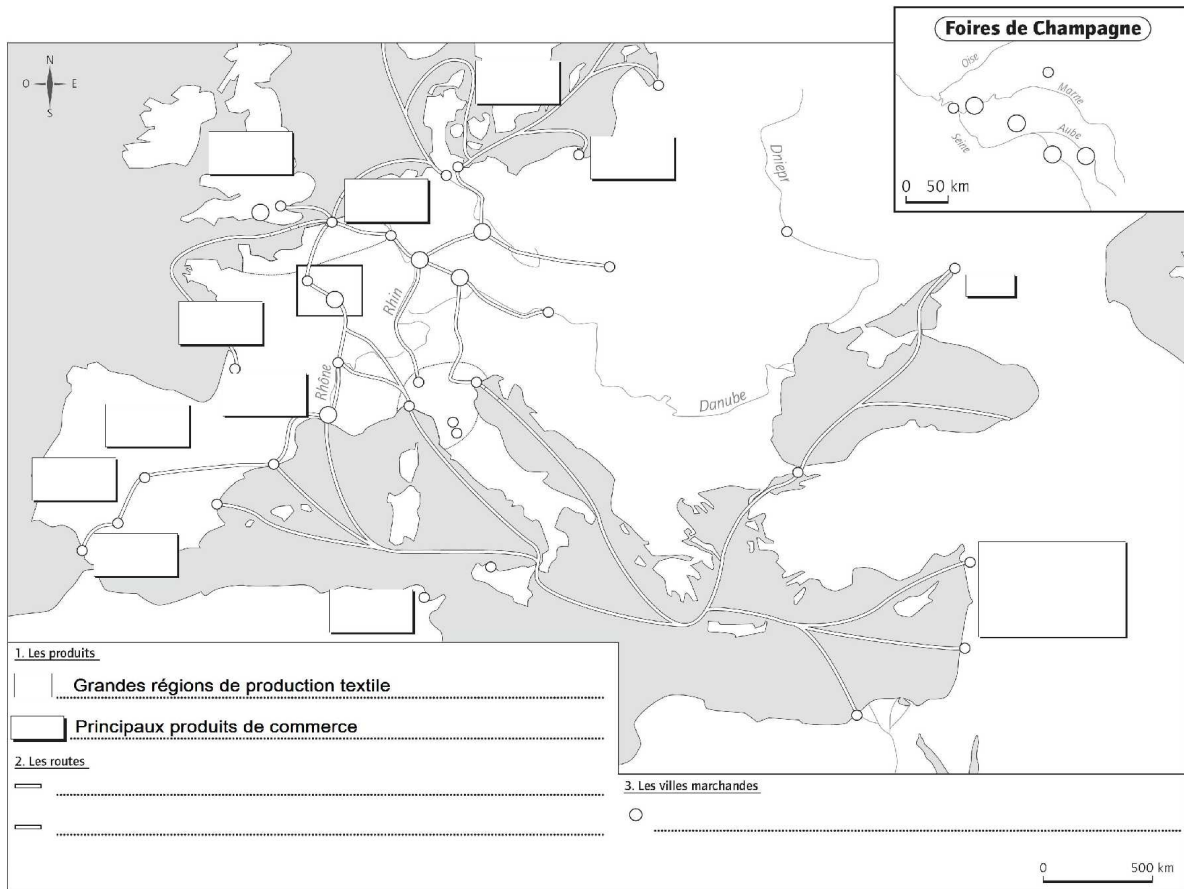 Foires de Champagne
Oise
Marne
Seine
Aube
0 50 km
N
O E
S
Dniepr
Rhin
Rhône
Danube
1. Les produits
Grandes régions de production textile
Principaux produits de commerce
2. Les routes
3. Les villes marchandes
0 500 km